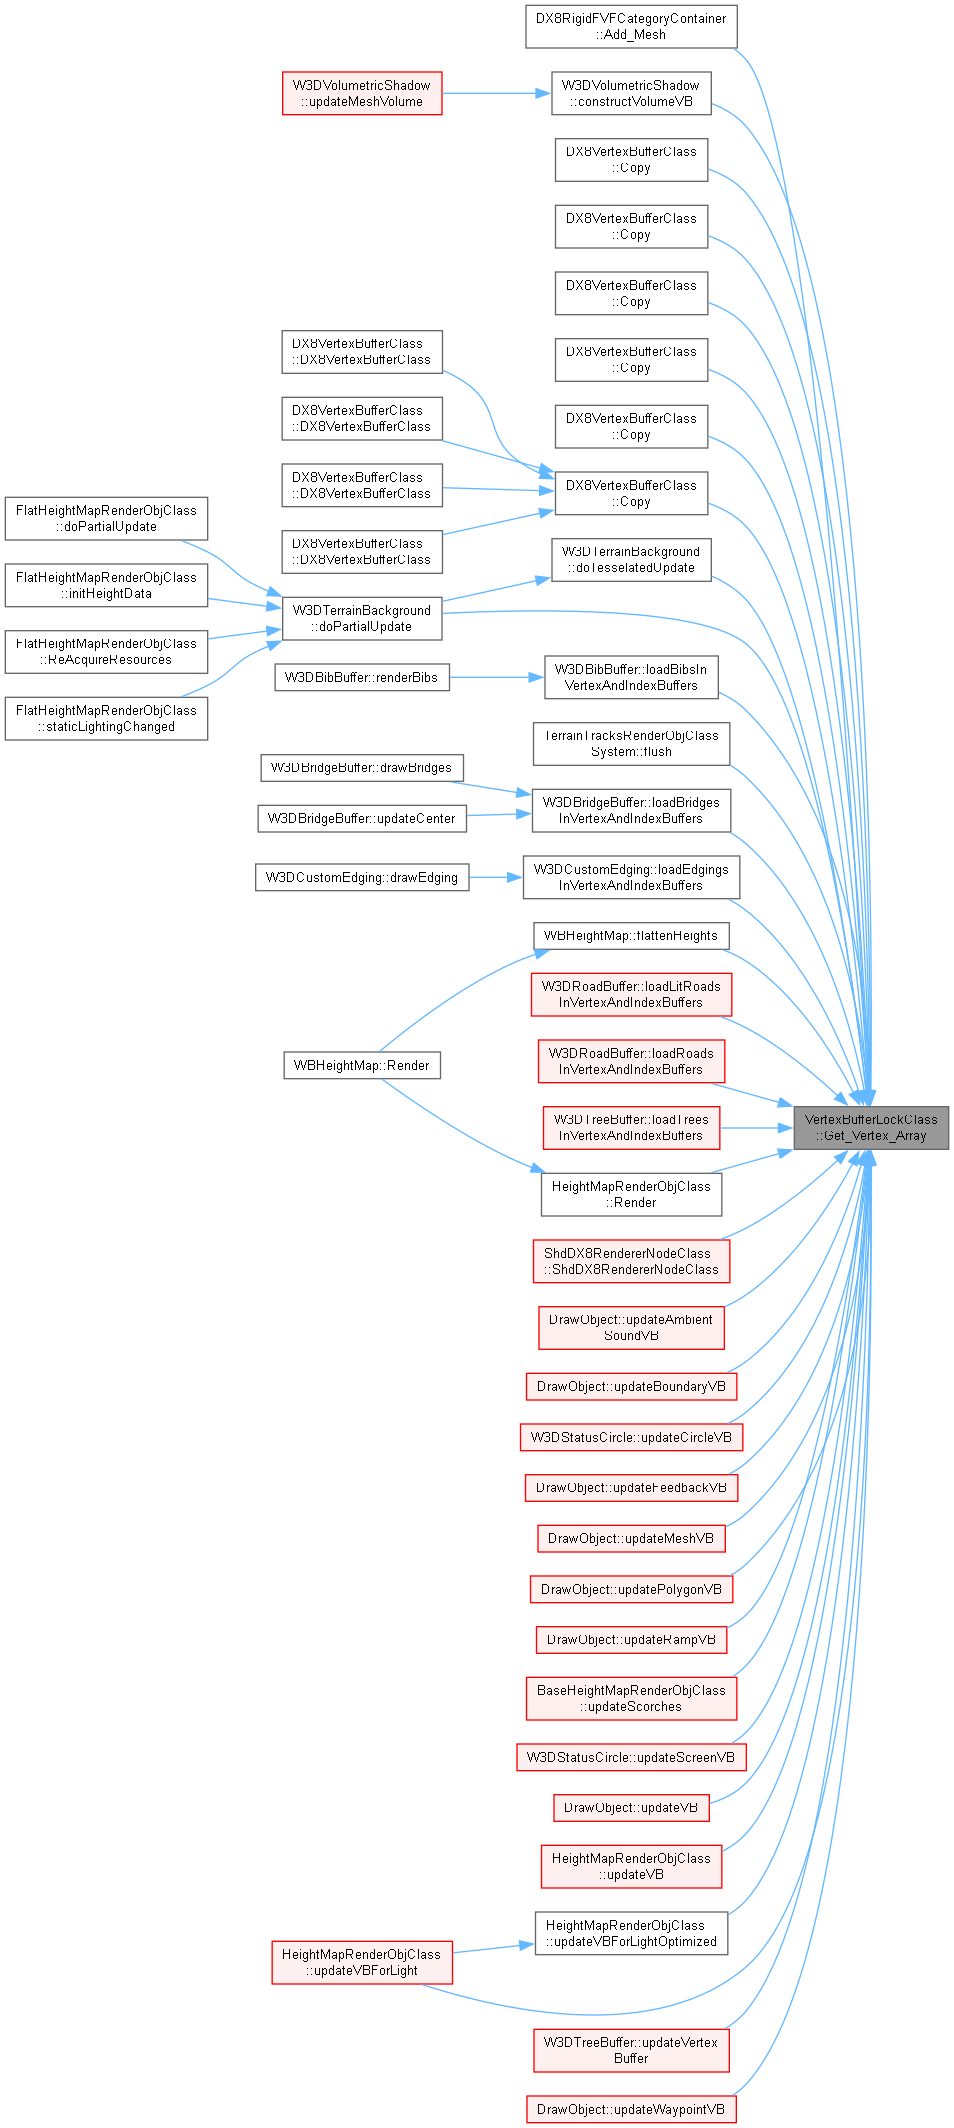 DX8RigidFVFCategoryContainer
::Add_Mesh
W3DVolumetricShadow
::updateMeshVolume
W3DVolumetricShadow
::constructVolumeVB
DX8VertexBufferClass
::Copy
DX8VertexBufferClass
::Copy
DX8VertexBufferClass
::Copy
DX8VertexBufferClass
::DX8VertexBufferClass
DX8VertexBufferClass
::Copy
DX8VertexBufferClass
::DX8VertexBufferClass
DX8VertexBufferClass
::Copy
DX8VertexBufferClass
::DX8VertexBufferClass
DX8VertexBufferClass
::Copy
FlatHeightMapRenderObjClass
::doPartialUpdate
DX8VertexBufferClass
::DX8VertexBufferClass
W3DTerrainBackground
::doTesselatedUpdate
FlatHeightMapRenderObjClass
::initHeightData
W3DTerrainBackground
::doPartialUpdate
FlatHeightMapRenderObjClass
::ReAcquireResources
W3DBibBuffer::renderBibs
W3DBibBuffer::loadBibsIn
VertexAndIndexBuffers
FlatHeightMapRenderObjClass
::staticLightingChanged
TerrainTracksRenderObjClass
System::flush
W3DBridgeBuffer::drawBridges
W3DBridgeBuffer::updateCenter
W3DBridgeBuffer::loadBridges
InVertexAndIndexBuffers
W3DCustomEdging::drawEdging
W3DCustomEdging::loadEdgings
InVertexAndIndexBuffers
WBHeightMap::flattenHeights
W3DRoadBuffer::loadLitRoads
InVertexAndIndexBuffers
WBHeightMap::Render
W3DRoadBuffer::loadRoads
InVertexAndIndexBuffers
W3DTreeBuffer::loadTrees
InVertexAndIndexBuffers
VertexBufferLockClass
::Get_Vertex_Array
HeightMapRenderObjClass
::Render
ShdDX8RendererNodeClass
::ShdDX8RendererNodeClass
DrawObject::updateAmbient
SoundVB
DrawObject::updateBoundaryVB
W3DStatusCircle::updateCircleVB
DrawObject::updateFeedbackVB
DrawObject::updateMeshVB
DrawObject::updatePolygonVB
DrawObject::updateRampVB
BaseHeightMapRenderObjClass
::updateScorches
W3DStatusCircle::updateScreenVB
DrawObject::updateVB
HeightMapRenderObjClass
::updateVB
HeightMapRenderObjClass
::updateVBForLightOptimized
HeightMapRenderObjClass
::updateVBForLight
W3DTreeBuffer::updateVertex
Buffer
DrawObject::updateWaypointVB